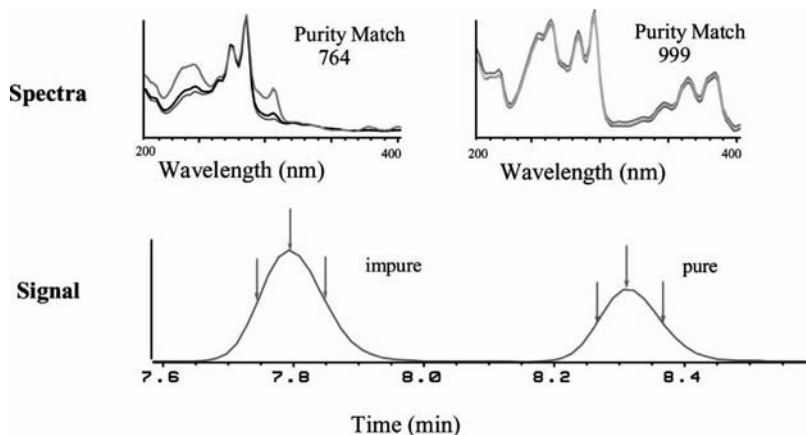 Purity Match
764
Purity Match
999
Spectra
200
400
200
400
Wavelength (nm)
Wavelength (nm)
impure
pure
Signal
7.6
7.8
8.0
8.2
8.4
Time (min)